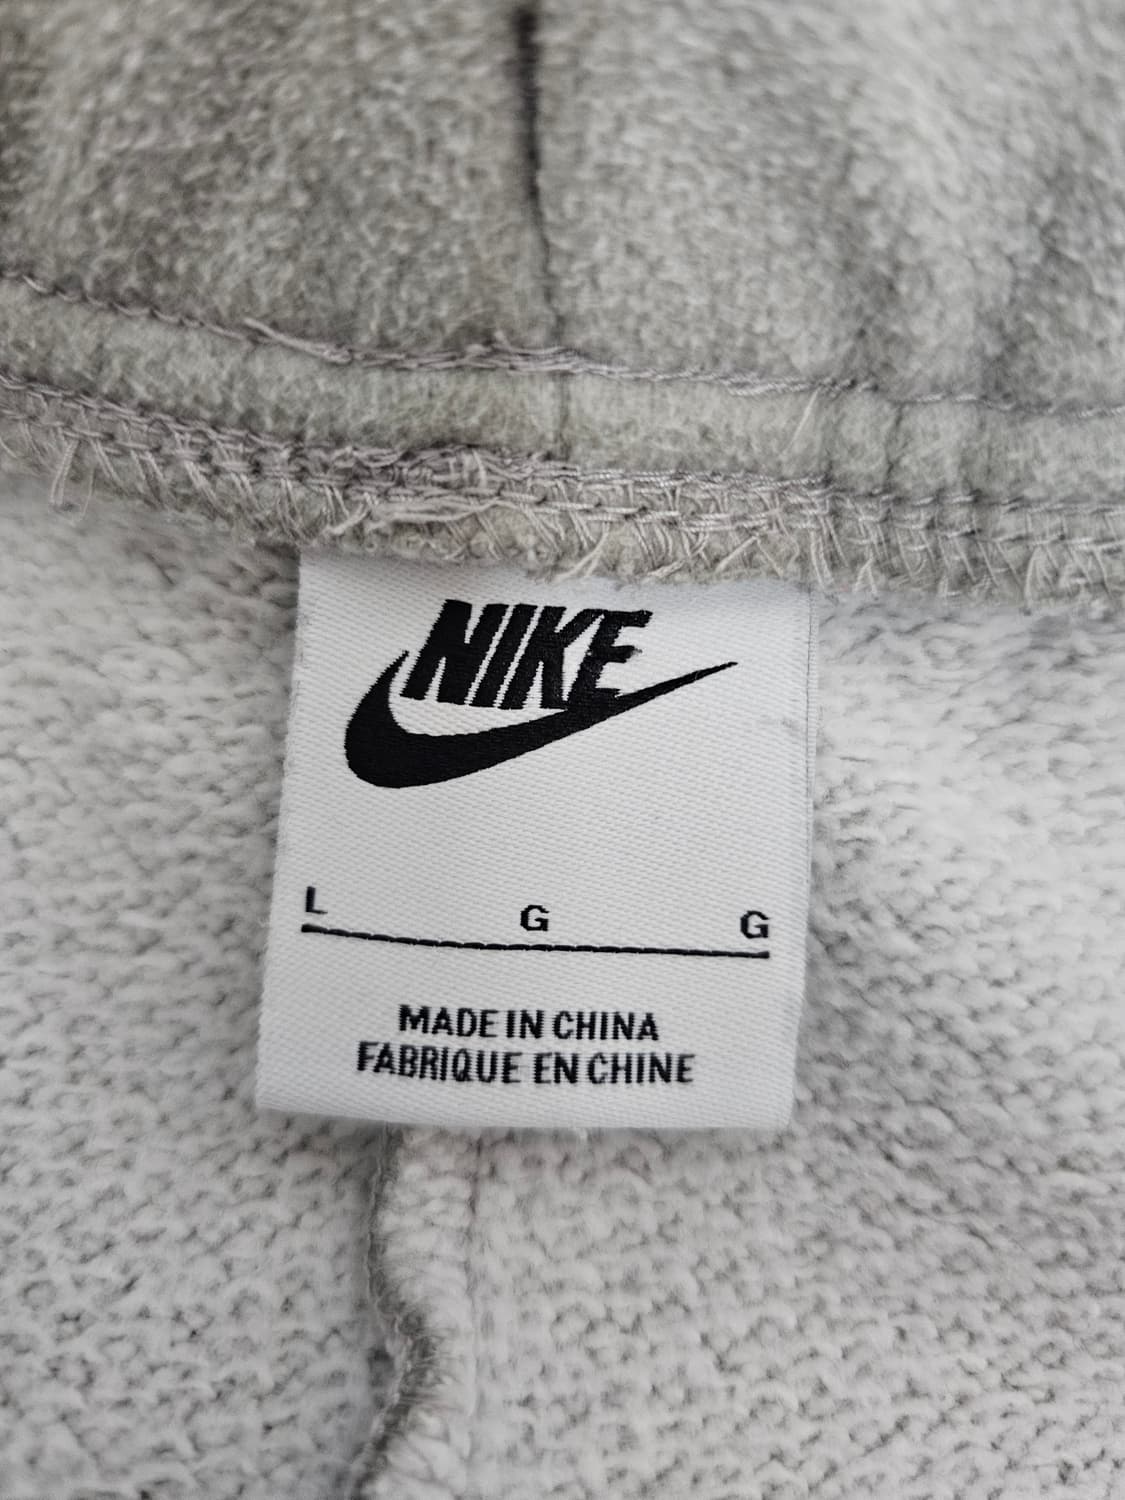 NIKE
L G G
MADE IN CHINA
FABRIQUE EN CHINE